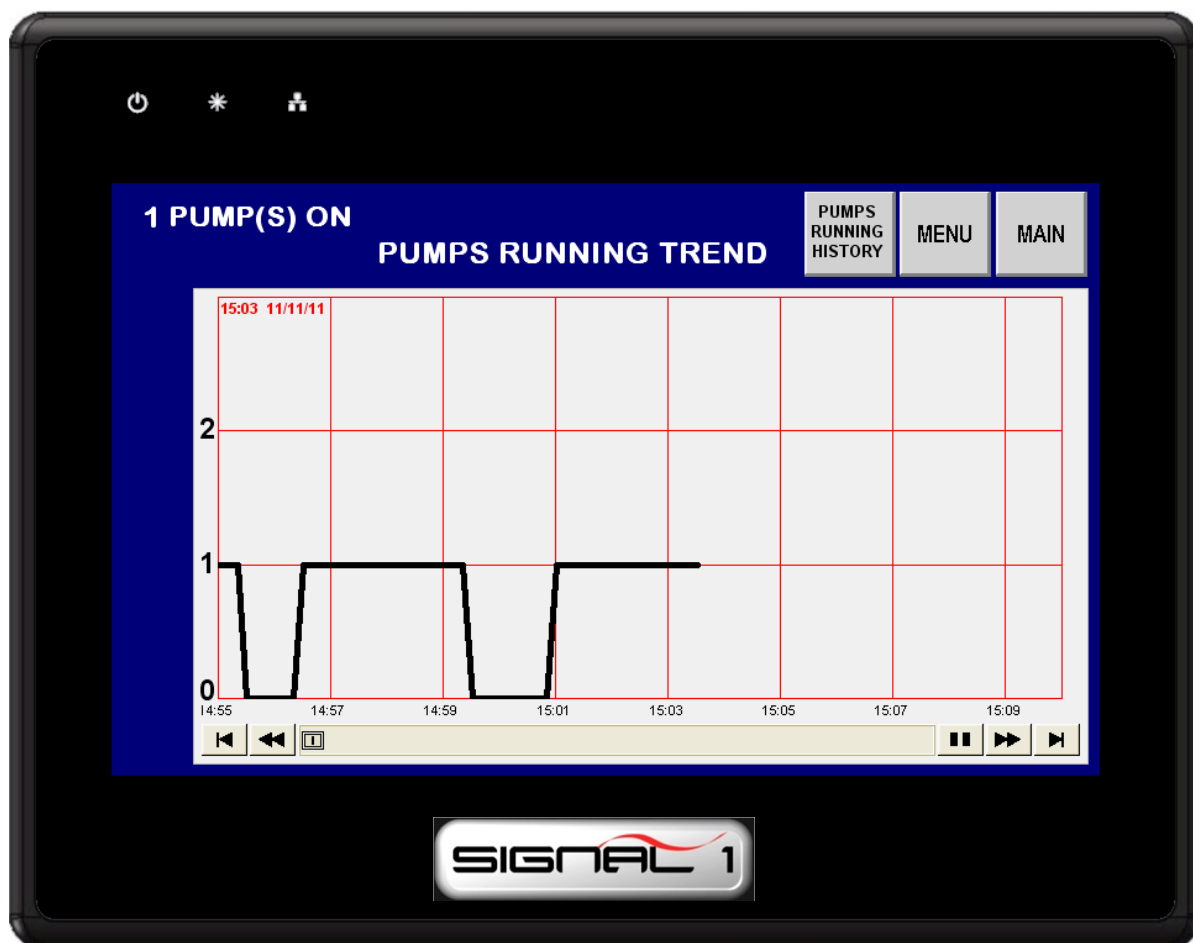 1 PUMP(S) ON
PUMPS RUNNING TREND
PUMPS
RUNNING
HISTORY
MENU
MAIN
15:03 11/11/11
2
1
0
14:55 14:57 14:59 15:01 15:03 15:05 15:07 15:09
SIGNAL 1